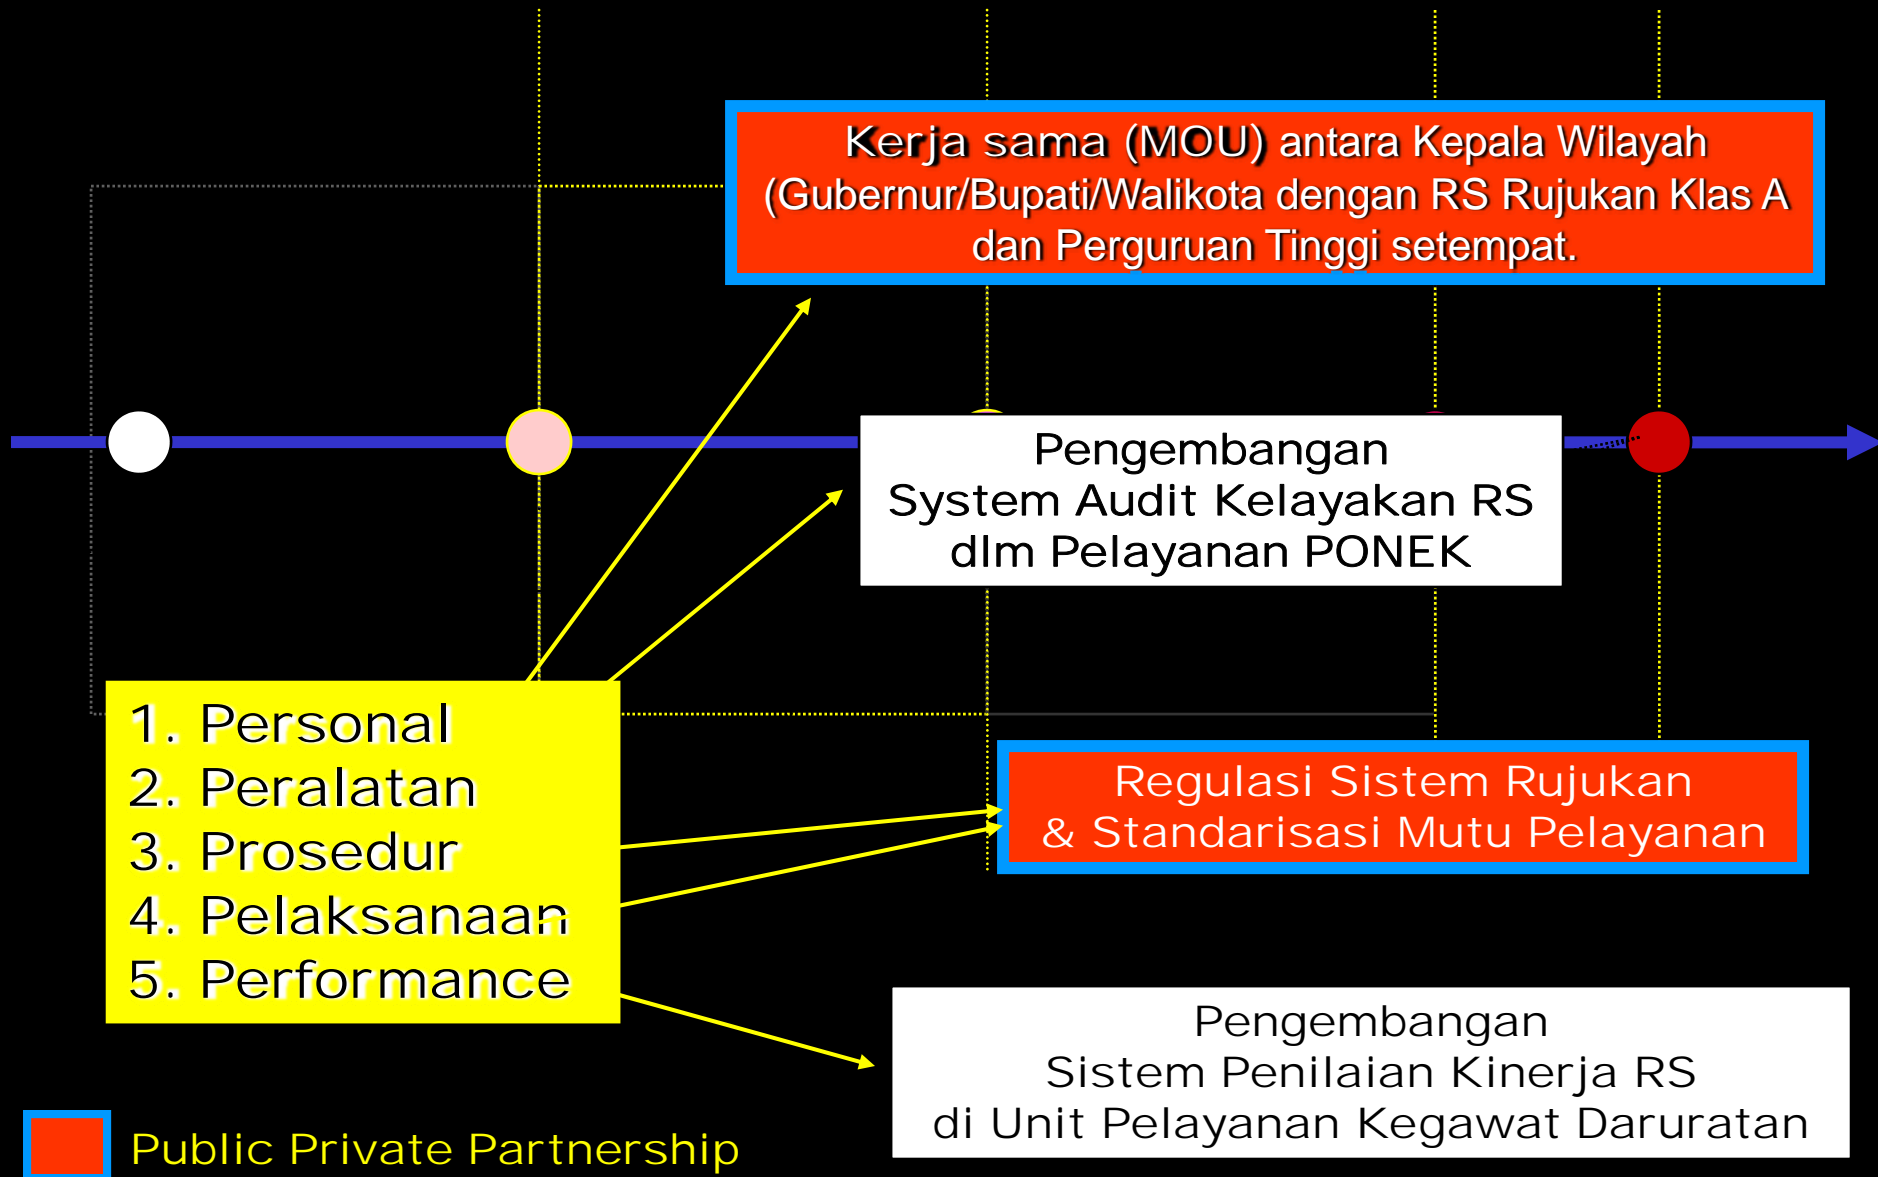 Kerja sama (MOU) antara Kepala Wilayah
(Gubernur/Bupati/Walikota dengan RS Rujukan Klas A
dan Perguruan Tinggi setempat.
Pengembangan
System Audit Kelayakan RS
dlm Pelayanan PONEK
1. Personal
2. Peralatan
3. Prosedur
4. Pelaksanaan
5. Performance
Regulasi Sistem Rujukan
& Standarisasi Mutu Pelayanan
Pengembangan
Sistem Penilaian Kinerja RS
di Unit Pelayanan Kegawat Daruratan
Public Private Partnership